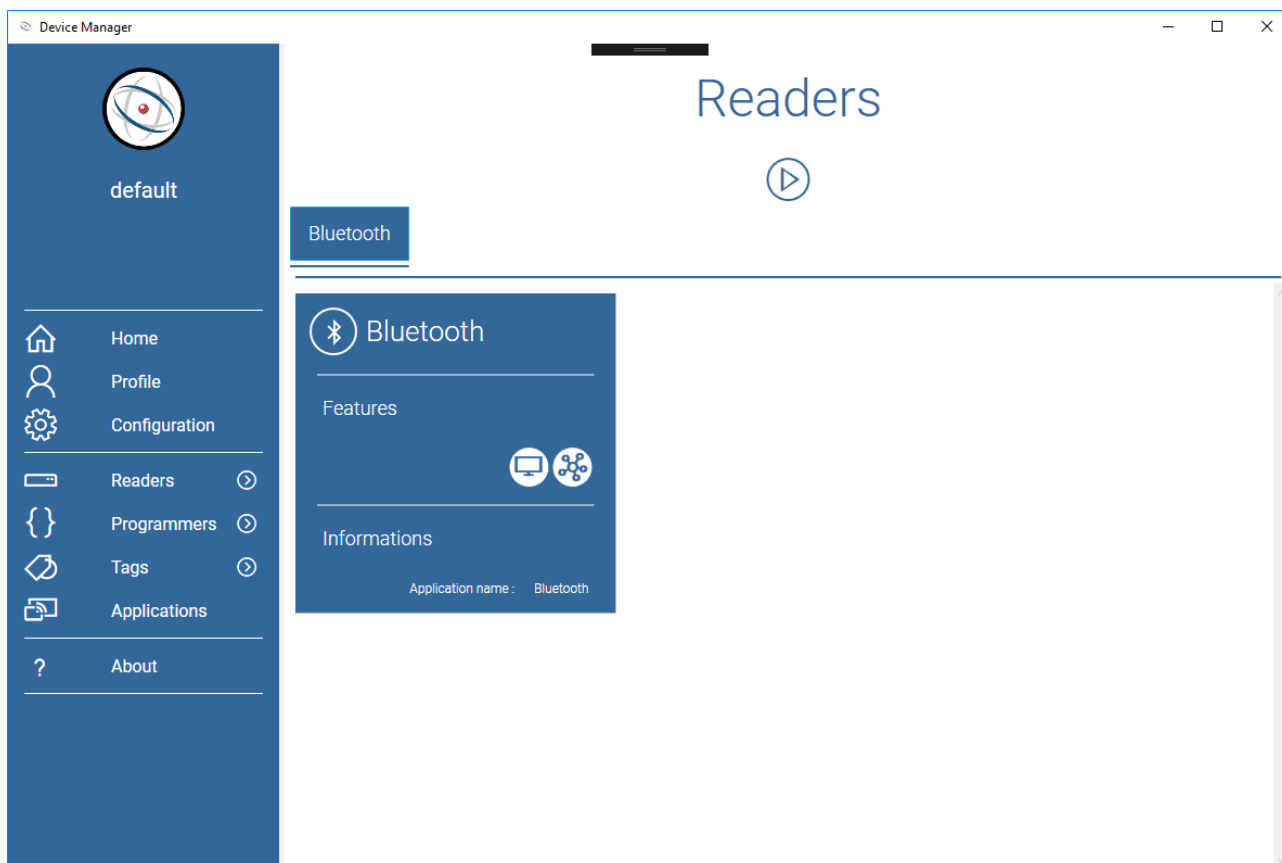 Device Manager
default
Home
Profile
Configuration
Readers
Programmers
Tags
Applications
? About
Readers
Bluetooth
Bluetooth
Features
Informations
Application name : Bluetooth